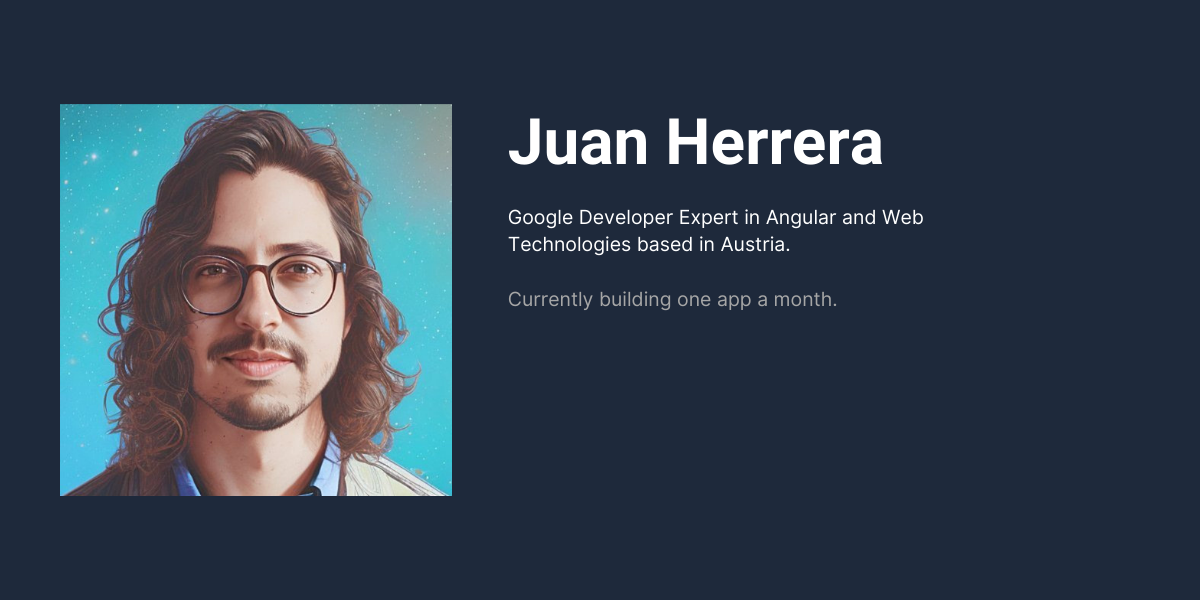 Juan Herrera
Google Developer Expert in Angular and Web
Technologies based in Austria.
Currently building one app a month.